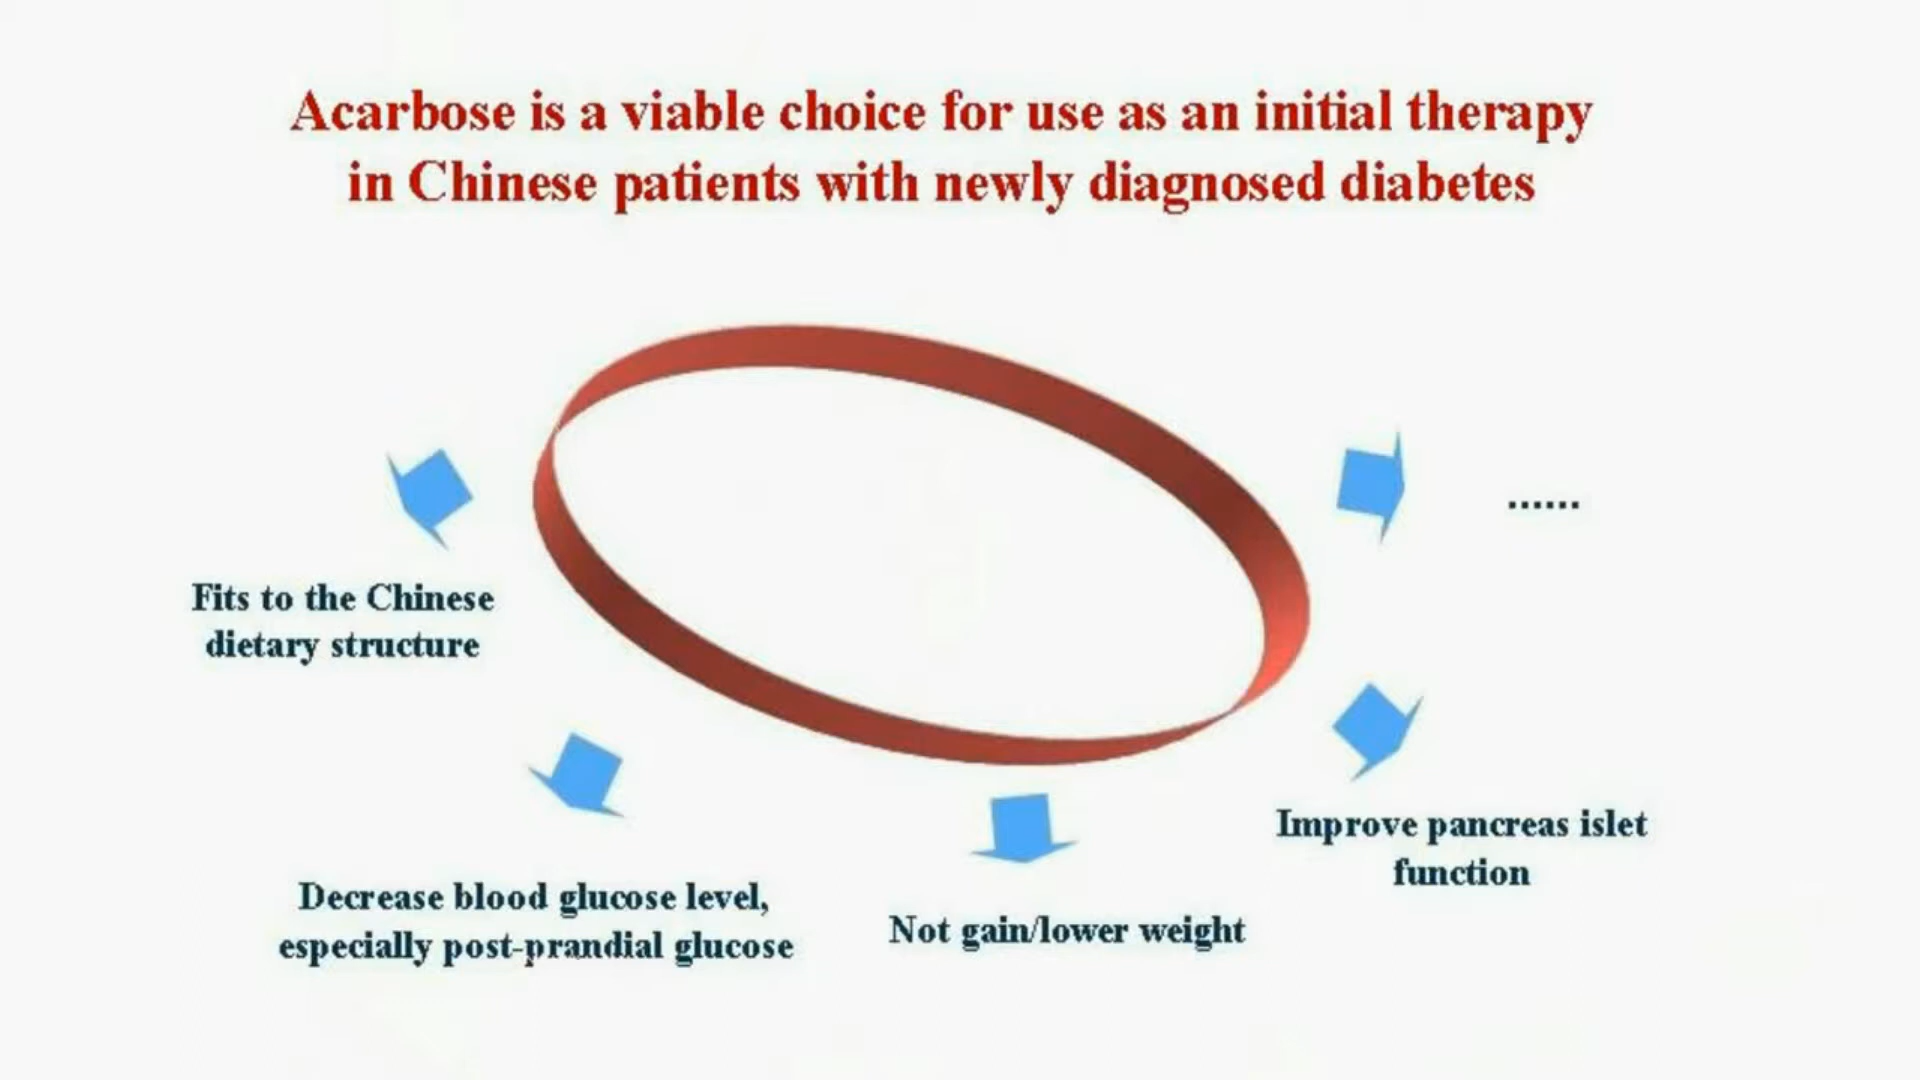 Acarbose is a viable choice for use as an initial therapy
in Chinese patients with newly diagnosed diabetes
......
Fits to the Chinese
dietary structure
Improve pancreas islet
function
Decrease blood glucose level,
especially post-prandial glucose
Not gain/lower weight